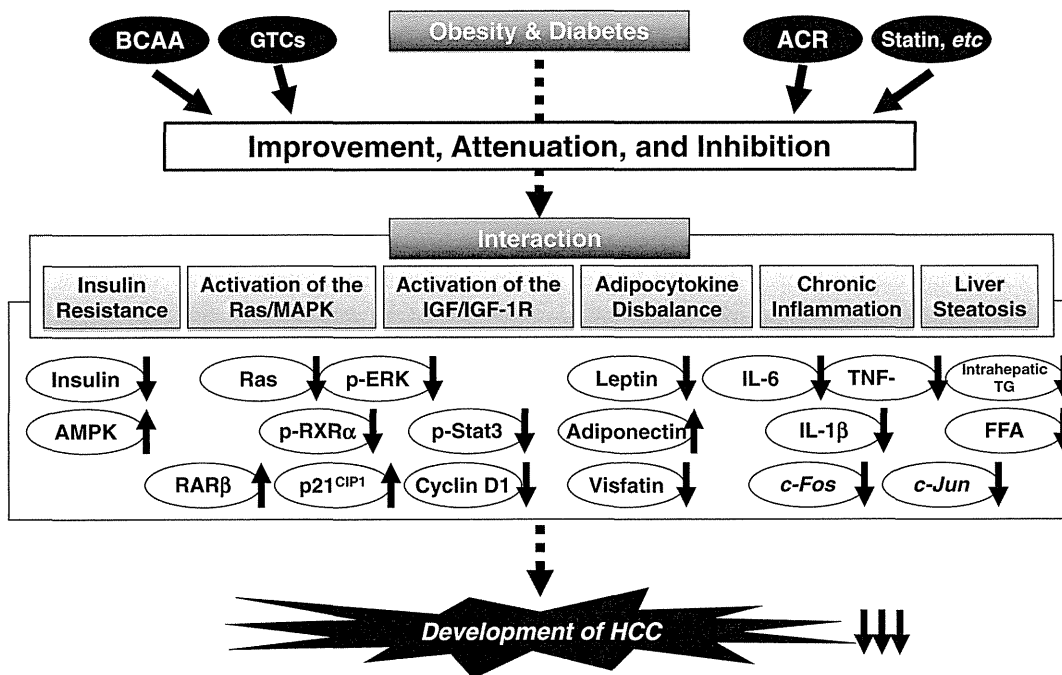 BCAA
GTCs
Obesity & Diabetes
ACR
Statin, etc
Improvement, Attenuation, and Inhibition
Interaction
Insulin
Resistance
Activation of the
Ras/MAPK
Activation of the
IGF/IGF-1R
Adipocytokine
Disbalance
Chronic
Inflammation
Liver
Steatosis
Insulin
Ras
p-ERK
Leptin
IL-6
TNF-
Intrahepatic
TG
AMPK
p-RXRα
p-Stat3
Adiponectin
IL-1β
FFA
RARβ
p21CIP1
Cyclin D1
Visfatin
c-Fos
c-Jun
Development of HCC